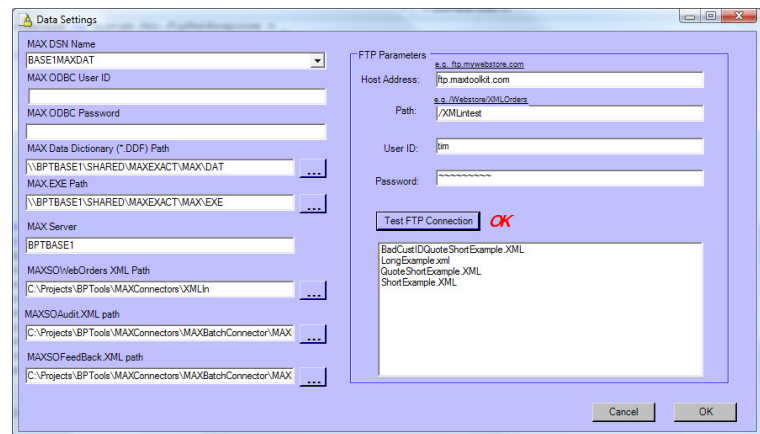 Data Settings
MAX DSN Name
BASE1MAXDAT
MAX ODBC User ID
MAX ODBC Password
MAX Data Dictionary (*.DDF) Path
\\BPTBASE1\SHARED\MAXEXACT\MAX\DAT
...
MAX.EXE Path
\\BPTBASE1\SHARED\MAXEXACT\MAX\EXE
...
MAX Server
BPTBASE1
MAXSOWebOrders XML Path
C:\Projects\BPTools\MAXConnectors\XMLIn
...
MAXSOAudit.XML path
C:\Projects\BPTools\MAXConnectors\MAXBatchConnector\MAX
...
MAXSOFeedBack.XML path
C:\Projects\BPTools\MAXConnectors\MAXBatchConnector\MAX
...
FTP Parameters
e.g. ftp.mywebstore.com
Host Address: ftp.maxtoolkit.com
e.g. /Webstore/XMLOrders
Path: /XMLintest
User ID: tim
Password: ~~~~~~~~~
Test FTP Connection OK
BadCustIDQuoteShortExample.XML
LongExample.xml
QuoteShortExample.XML
ShortExample.XML
Cancel OK